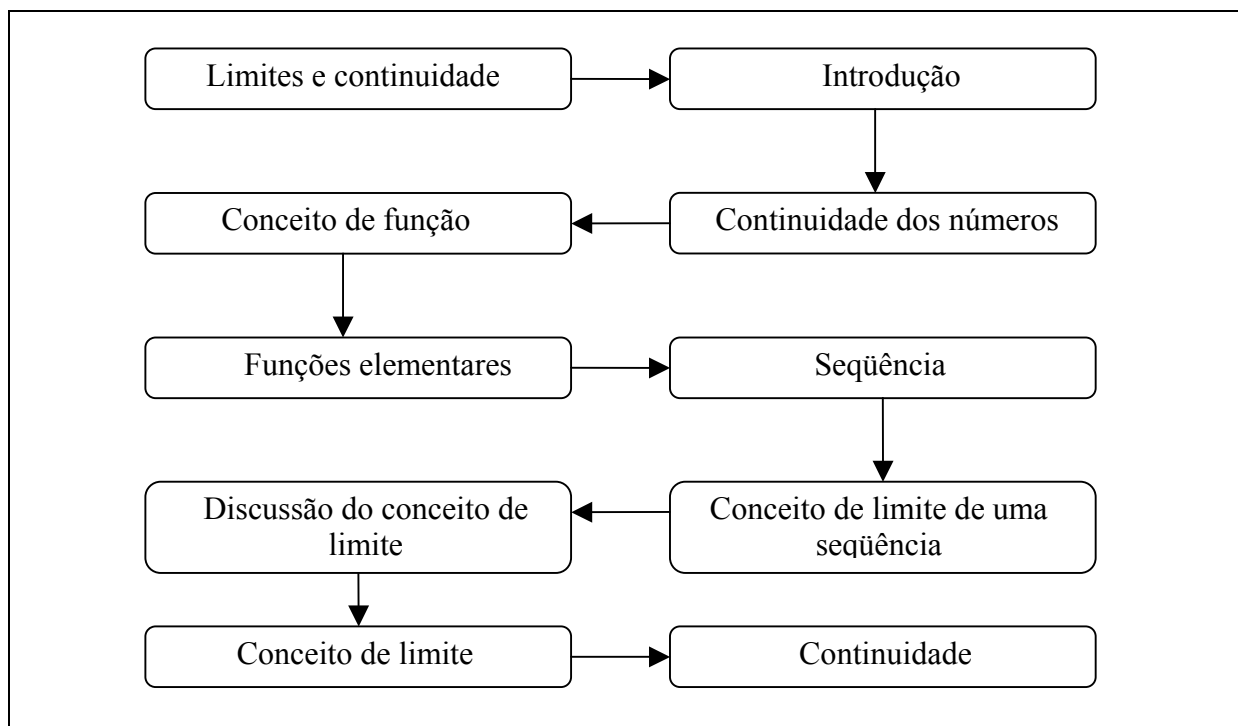 Limites e continuidade
Introdução
Continuidade dos números
Conceito de função
Funções elementares
Seqüência
Conceito de limite de uma
seqüência
Discussão do conceito de
limite
Conceito de limite
Continuidade